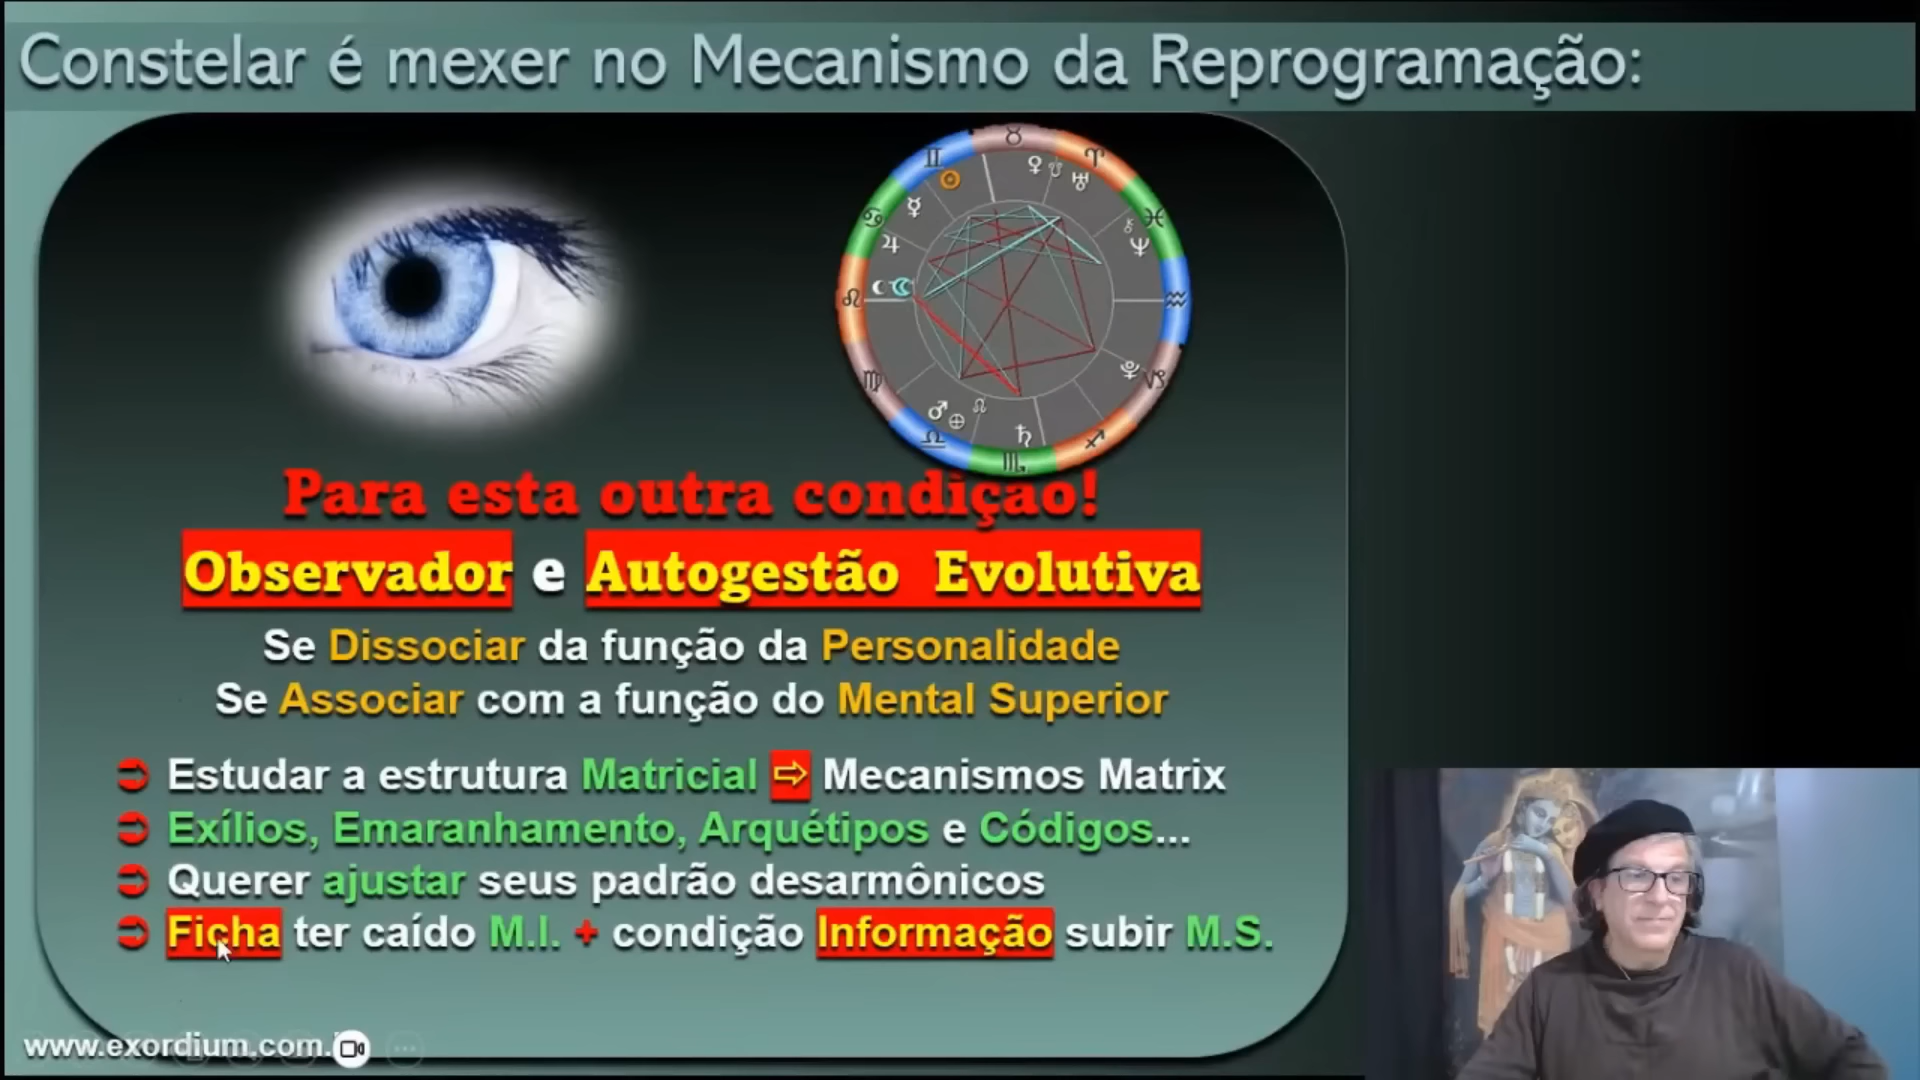 Constelar é mexer no Mecanismo da Reprogramação:
Para esta outra condição!
Observador e Autogestão Evolutiva
Se Dissociar da função da Personalidade
Se Associar com a função do Mental Superior
Estudar a estrutura Matricial ⇨ Mecanismos Matrix
Exílios, Emaranhamento, Arquétipos e Códigos...
Querer ajustar seus padrão desarmônicos
Ficha ter caído M.I. + condição Informação subir M.S.
www.exordium.com.